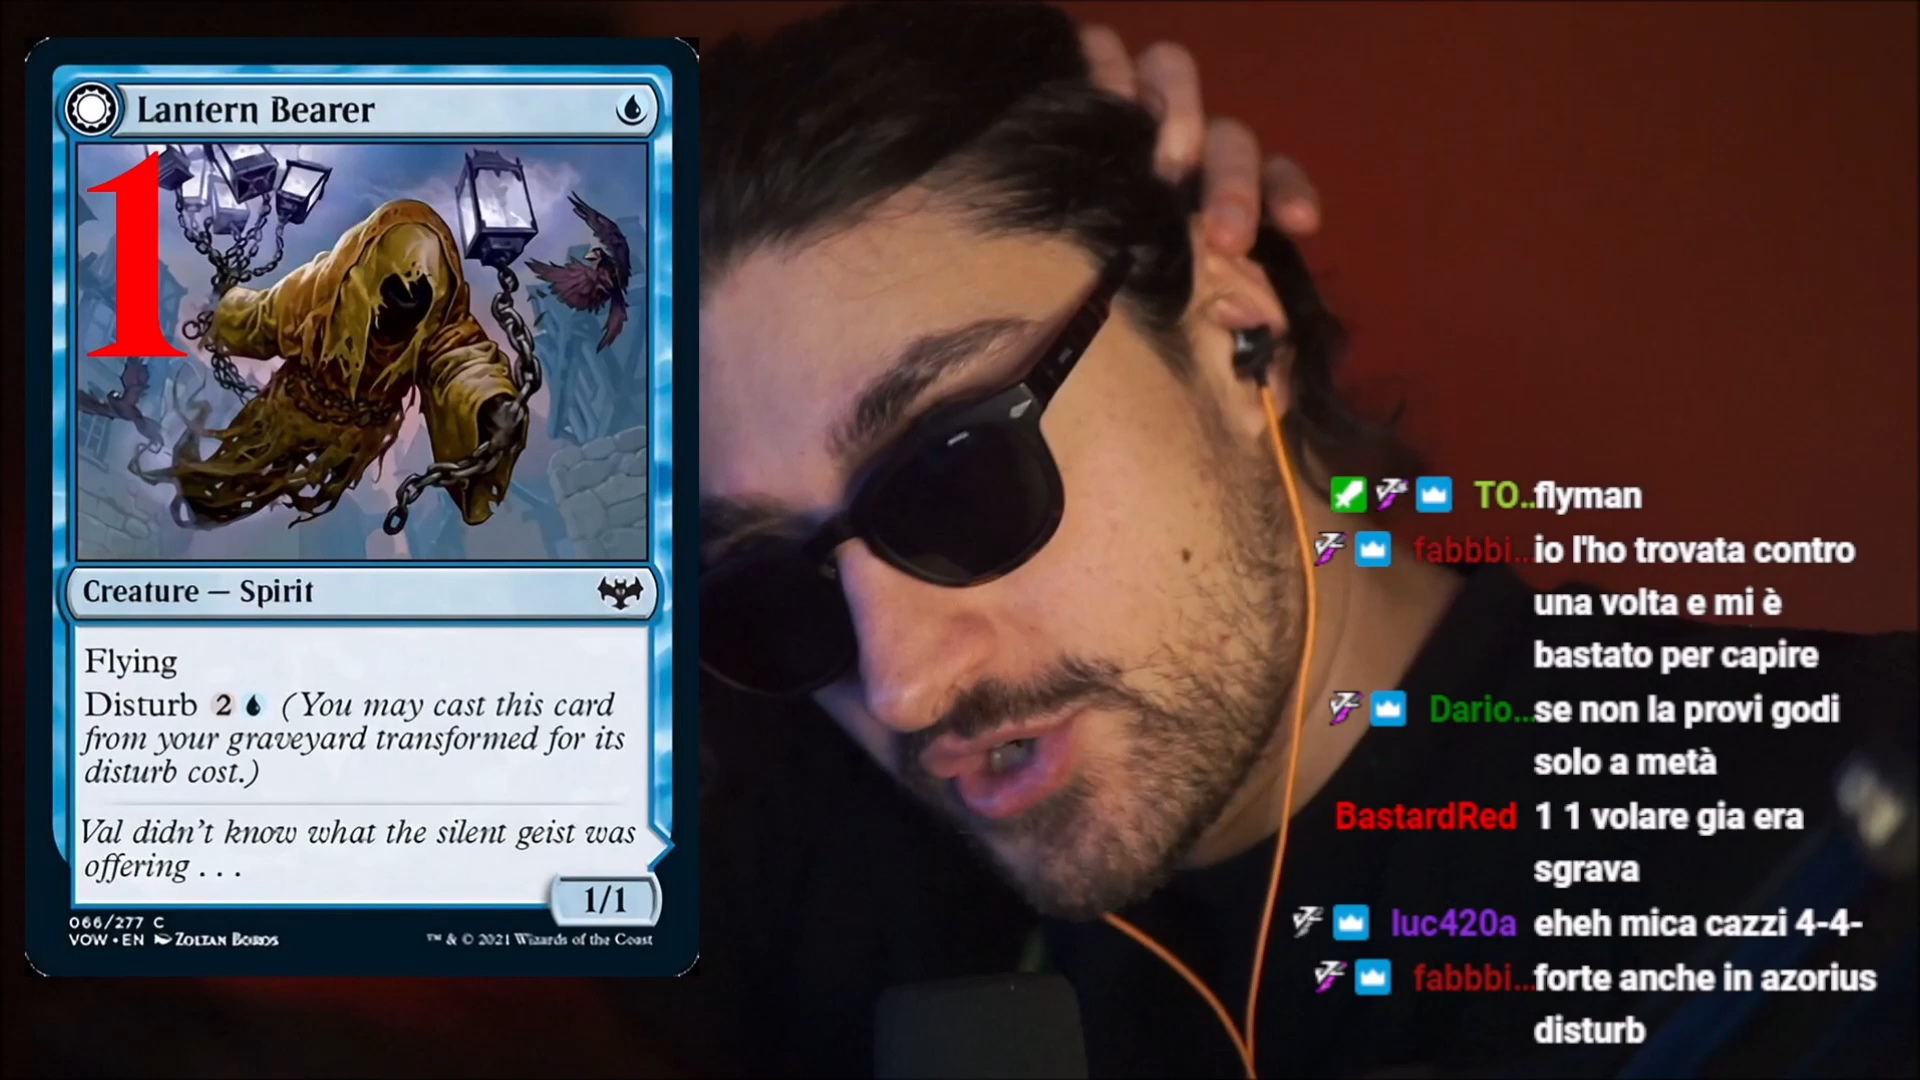 Lantern Bearer
1
Creature — Spirit
Flying
Disturb 2 (You may cast this card
from your graveyard transformed for its
disturb cost.)
Val didn't know what the silent geist was
offering . . .
1/1
066/277 C
VOW • EN Zoltan Boros
™ & © 2021 Wizards of the Coast
TO..flyman
fabbbi...io l'ho trovata contro
una volta e mi è
bastato per capire
Dario...se non la provi godi
solo a metà
BastardRed 1 1 volare gia era
sgrava
luc420a eheh mica cazzi 4-4-
fabbbi...forte anche in azorius
disturb